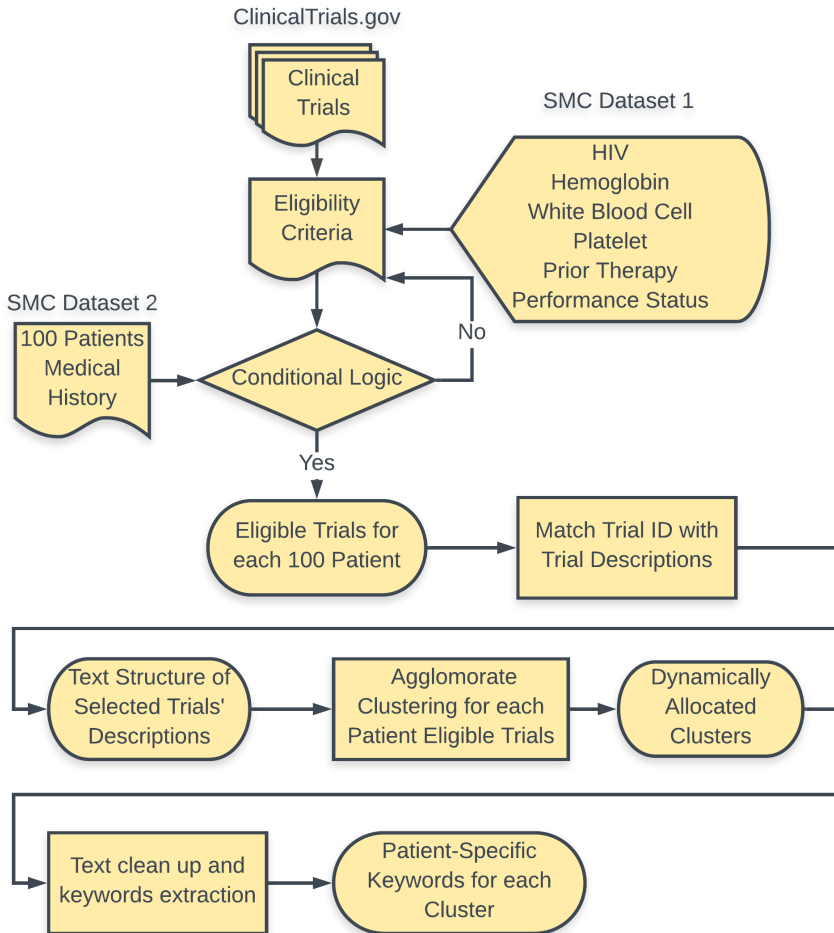 ClinicalTrials.gov
Clinical
Trials
SMC Dataset 1
HIV
Hemoglobin
White Blood Cell
Platelet
Prior Therapy
Performance Status
Eligibility
Criteria
SMC Dataset 2
100 Patients
Medical
History
No
Conditional Logic
Yes
Eligible Trials for
each 100 Patient
Match Trial ID with
Trial Descriptions
Text Structure of
Selected Trials'
Descriptions
Agglomorate
Clustering for each
Patient Eligible Trials
Dynamically
Allocated
Clusters
Text clean up and
keywords extraction
Patient-Specific
Keywords for each
Cluster